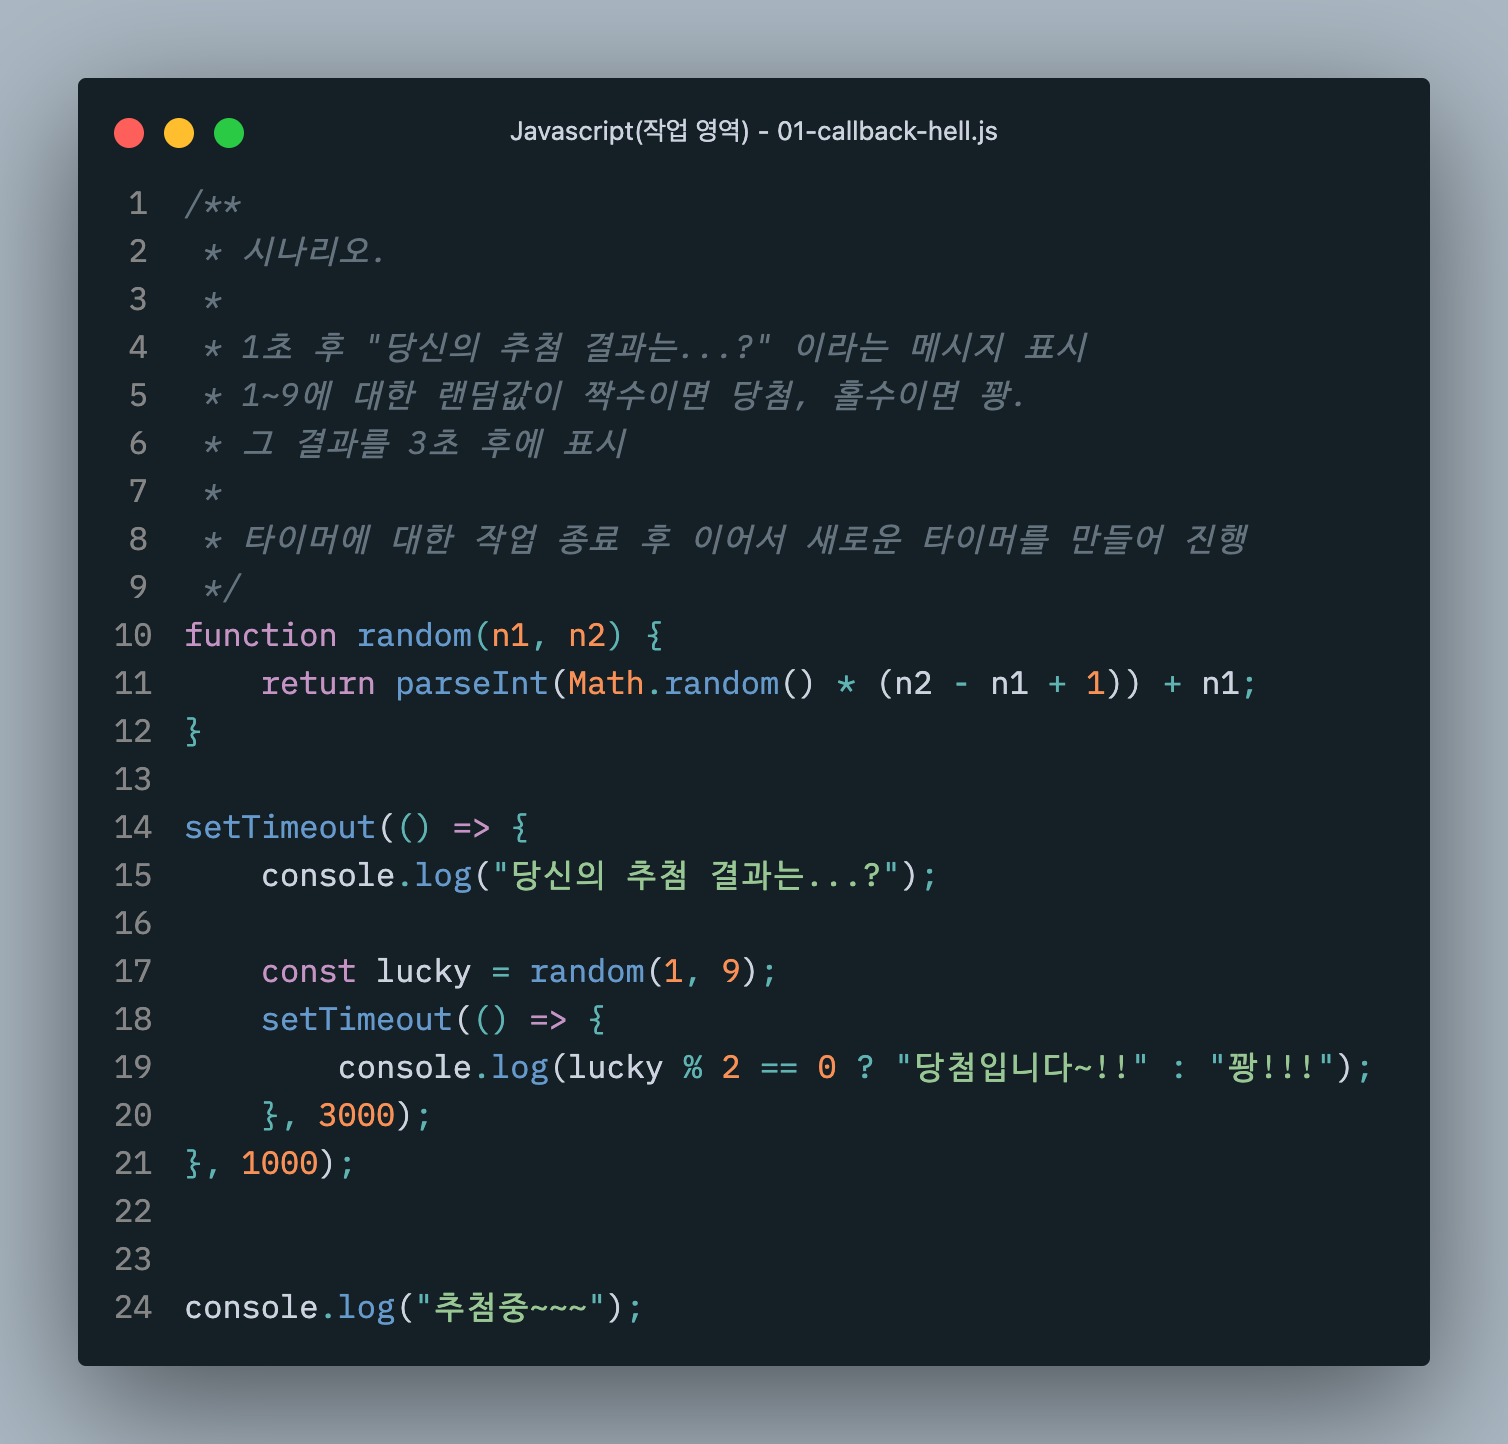 Javascript(작업 영역) - 01-callback-hell.js
1 /**
2  * 시나리오.
3  *
4  * 1초 후 "당신의 추첨 결과는...?" 이라는 메시지 표시
5  * 1~9에 대한 랜덤값이 짝수이면 당첨, 홀수이면 꽝.
6  * 그 결과를 3초 후에 표시
7  *
8  * 타이머에 대한 작업 종료 후 이어서 새로운 타이머를 만들어 진행
9  */
10 function random(n1, n2) {
11     return parseInt(Math.random() * (n2 - n1 + 1)) + n1;
12 }
13
14 setTimeout(() => {
15     console.log("당신의 추첨 결과는...?");
16
17     const lucky = random(1, 9);
18     setTimeout(() => {
19         console.log(lucky % 2 == 0 ? "당첨입니다~!!" : "꽝!!!");
20     }, 3000);
21 }, 1000);
22
23
24 console.log("추첨중~~~");